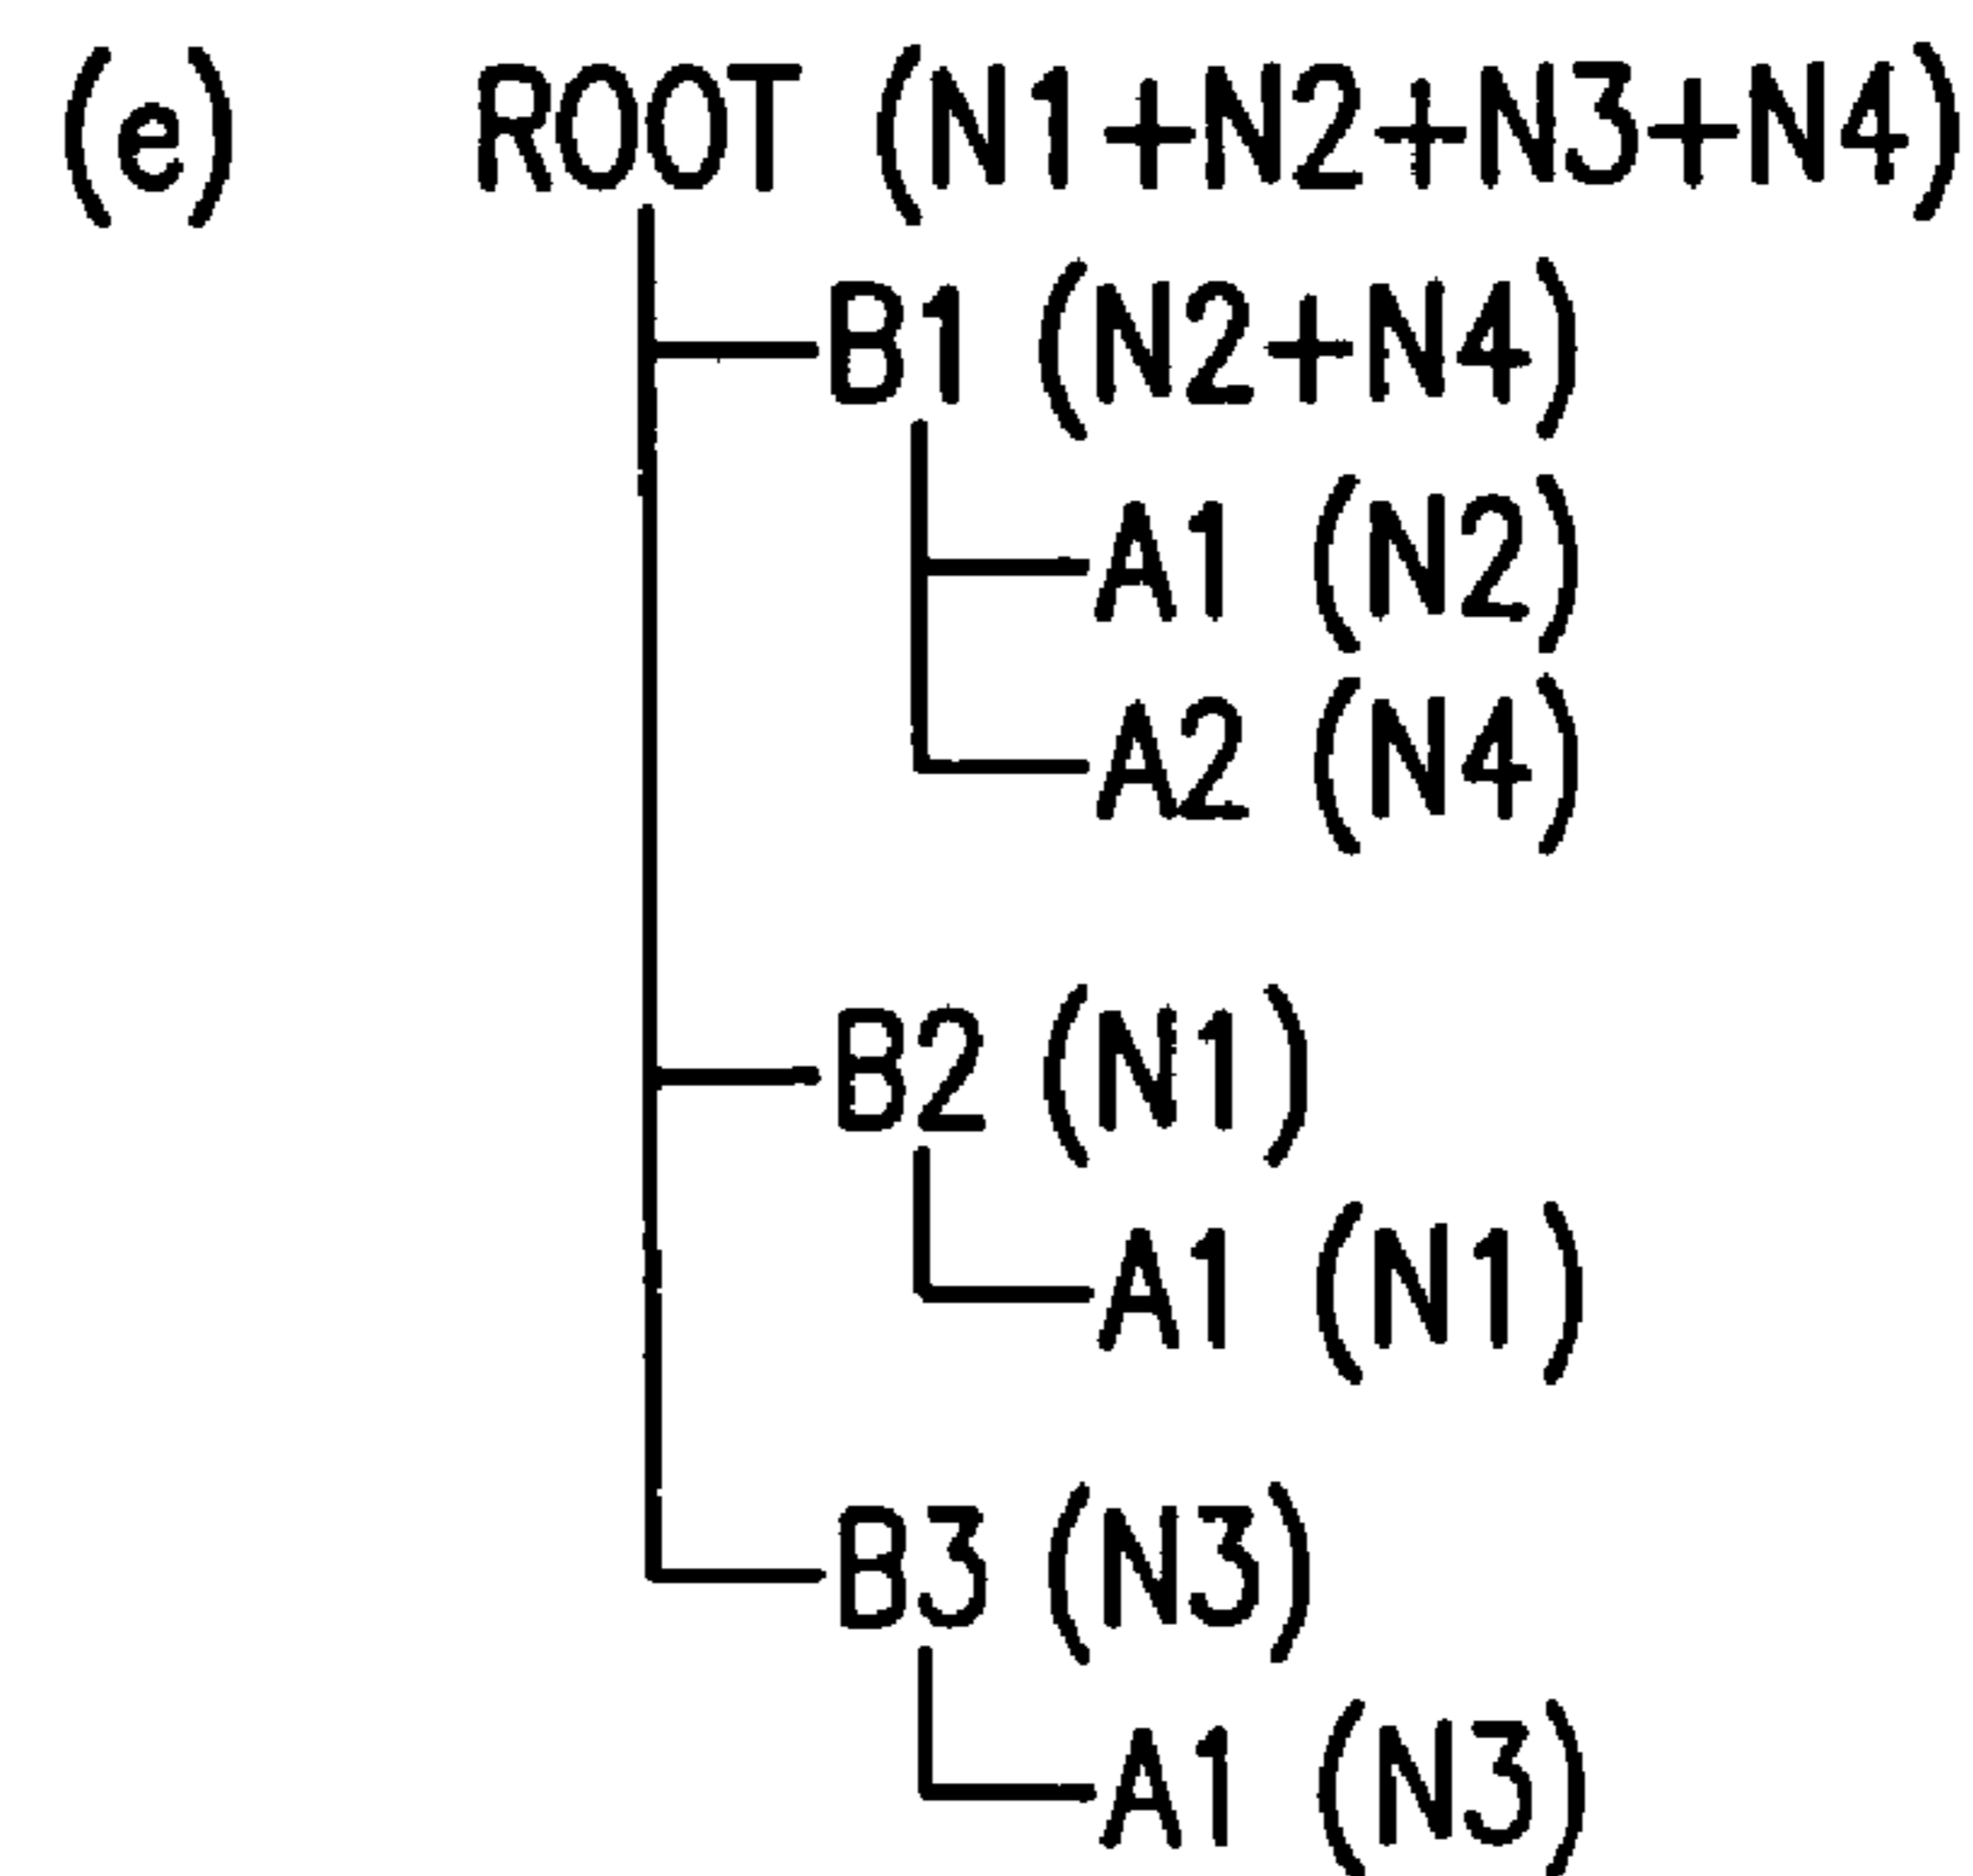 (e) ROOT (N1+N2+N3+N4)
B1 (N2+N4)
A1 (N2)
A2 (N4)
B2 (N1)
A1 (N1)
B3 (N3)
A1 (N3)